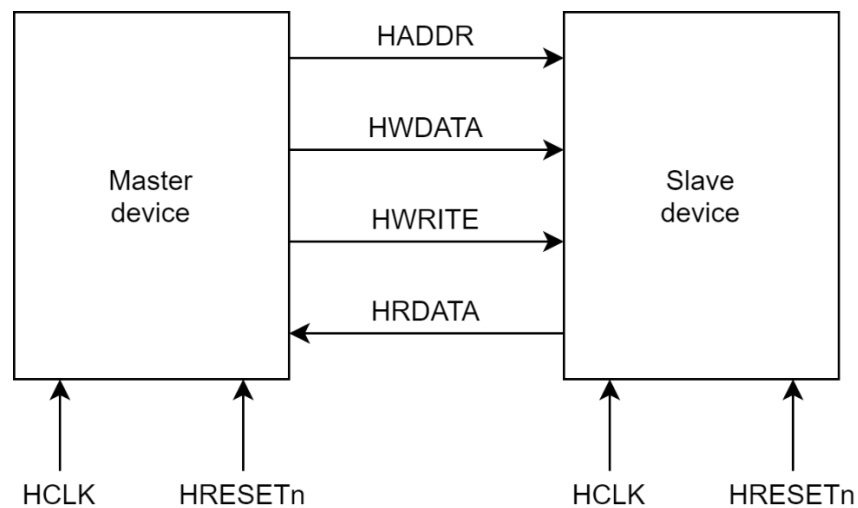 HADDR
HWDATA
Master
device
Slave
device
HWRITE
HRDATA
HCLK
HRESETn
HCLK
HRESETn